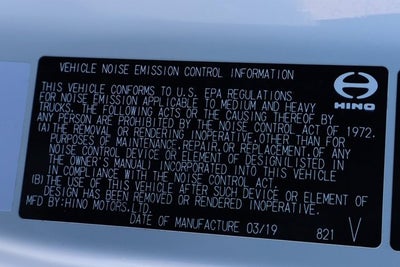 VEHICLE NOISE EMISSION CONTROL INFORMATION
HINO
THIS VEHICLE CONFORMS TO U.S. EPA REGULATIONS
FOR NOISE EMISSION APPLICABLE TO MEDIUM AND HEAVY
TRUCKS. THE FOLLOWING ACTS OR THE CAUSING THEREOF BY
ANY PERSON ARE PROHIBITED BY THE NOISE CONTROL ACT OF 1972.
(A) THE REMOVAL OR RENDERING INOPERATIVE, OTHER THAN FOR
PURPOSES OF MAINTENANCE, REPAIR, OR REPLACEMENT, OF ANY
NOISE CONTROL DEVICE OR ELEMENT OF DESIGN(LISTED IN
THE OWNER'S MANUAL)INCORPORATED INTO THIS VEHICLE
IN COMPLIANCE WITH THE NOISE CONTROL ACT.
(B) THE USE OF THIS VEHICLE AFTER SUCH DEVICE OR ELEMENT OF
DESIGN HAS BEEN REMOVED OR RENDERED INOPERATIVE.
MFD BY:HINO MOTORS,LTD.
DATE OF MANUFACTURE 03/19 821 V